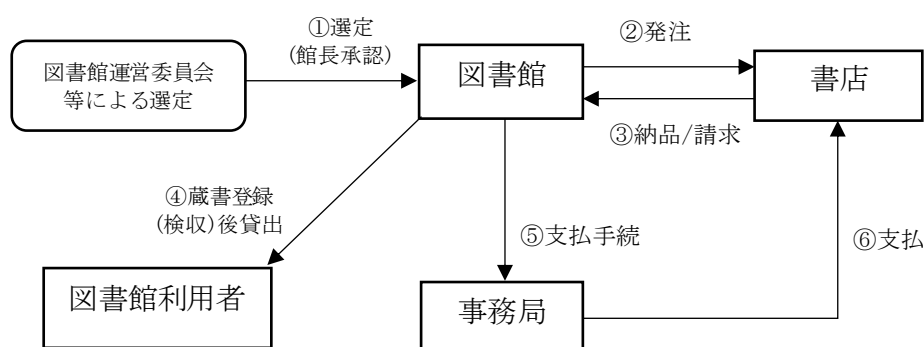 ①選定
(館長承認)
②発注
図書館運営委員会
等による選定
図書館
書店
③納品/請求
④蔵書登録
(検収)後貸出
⑤支払手続
⑥支払
図書館利用者
事務局